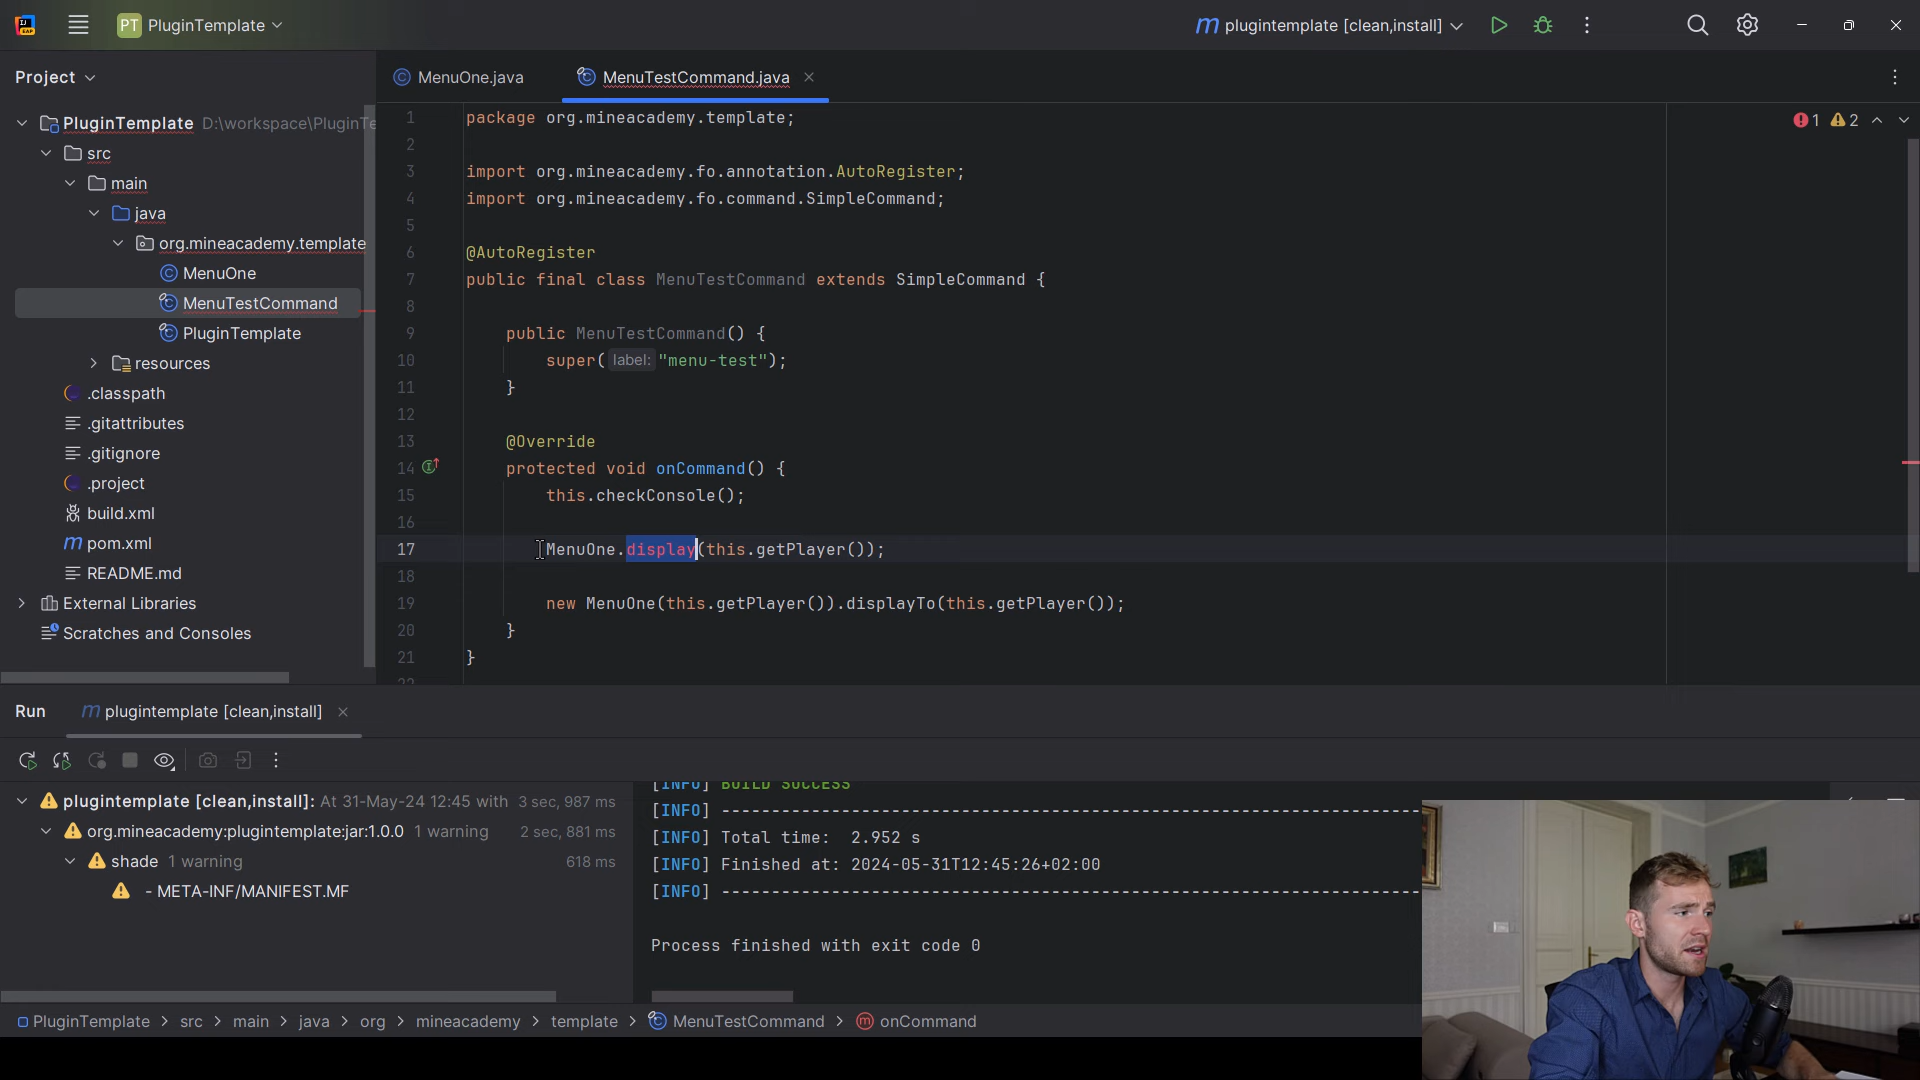 PT PluginTemplate
m plugintemplate [clean,install]
Project
MenuOne.java
MenuTestCommand.java
PluginTemplate D:\workspace\PluginTe
src
main
java
org.mineacademy.template
MenuOne
MenuTestCommand
PluginTemplate
resources
.classpath
.gitattributes
.gitignore
.project
build.xml
m pom.xml
README.md
External Libraries
Scratches and Consoles
1 2
1 package org.mineacademy.template;
2
3 import org.mineacademy.fo.annotation.AutoRegister;
4 import org.mineacademy.fo.command.SimpleCommand;
5
6 @AutoRegister
7 public final class MenuTestCommand extends SimpleCommand {
8
9 public MenuTestCommand() {
10 super( label: "menu-test");
11 }
12
13 @Override
14 protected void onCommand() {
15 this.checkConsole();
16
17 MenuOne.display(this.getPlayer());
18
19 new MenuOne(this.getPlayer()).displayTo(this.getPlayer());
20 }
21 }
22
Run m plugintemplate [clean,install]
plugintemplate [clean,install]: At 31-May-24 12:45 with 3 sec, 987 ms
org.mineacademy:plugintemplate:jar:1.0.0 1 warning 2 sec, 881 ms
shade 1 warning 618 ms
- META-INF/MANIFEST.MF
[INFO] BUILD SUCCESS
[INFO] ----------------------------------------------------------------------
[INFO] Total time:  2.952 s
[INFO] Finished at: 2024-05-31T12:45:26+02:00
[INFO] ----------------------------------------------------------------------
Process finished with exit code 0
PluginTemplate > src > main > java > org > mineacademy > template > MenuTestCommand > m onCommand